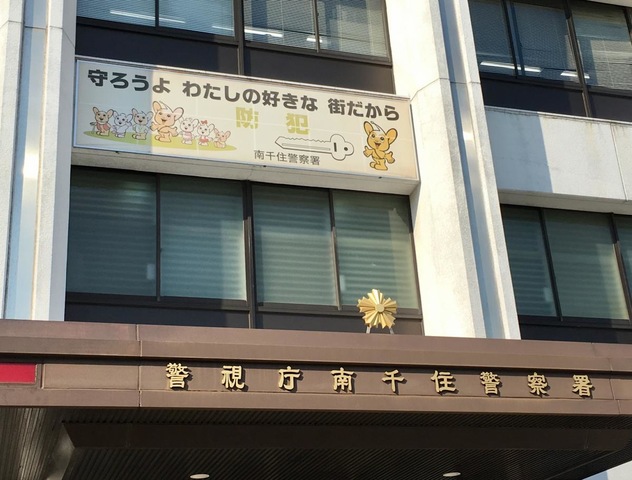 守ろうよ わたしの好きな 街だから
防犯
南千住警察署
警視庁南千住警察署